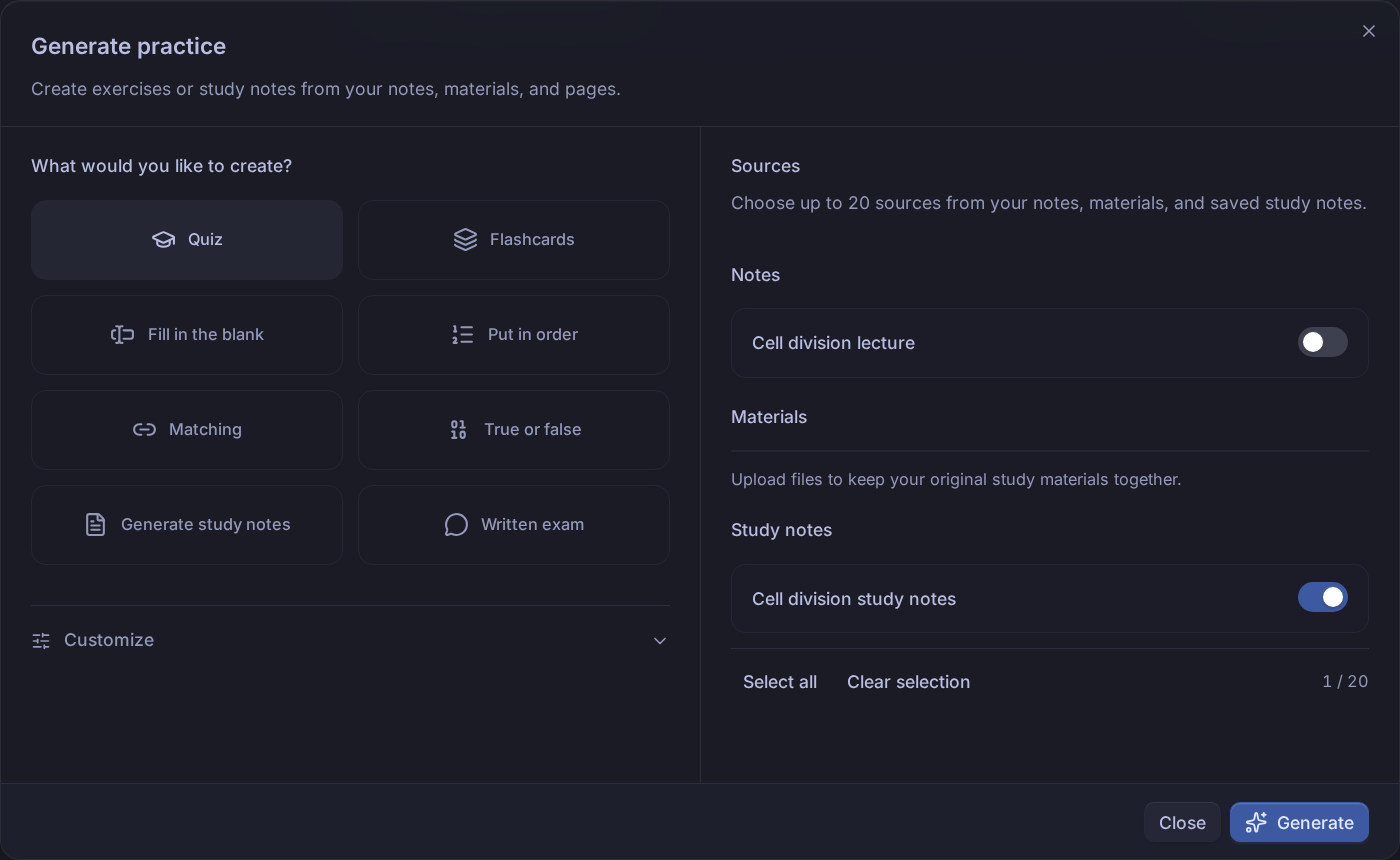 Generate practice
Create exercises or study notes from your notes, materials, and pages.
What would you like to create?
Quiz
Flashcards
Fill in the blank
Put in order
Matching
True or false
Generate study notes
Written exam
Customize
Sources
Choose up to 20 sources from your notes, materials, and saved study notes.
Notes
Cell division lecture
Materials
Upload files to keep your original study materials together.
Study notes
Cell division study notes
Select all
Clear selection
1 / 20
Close
Generate